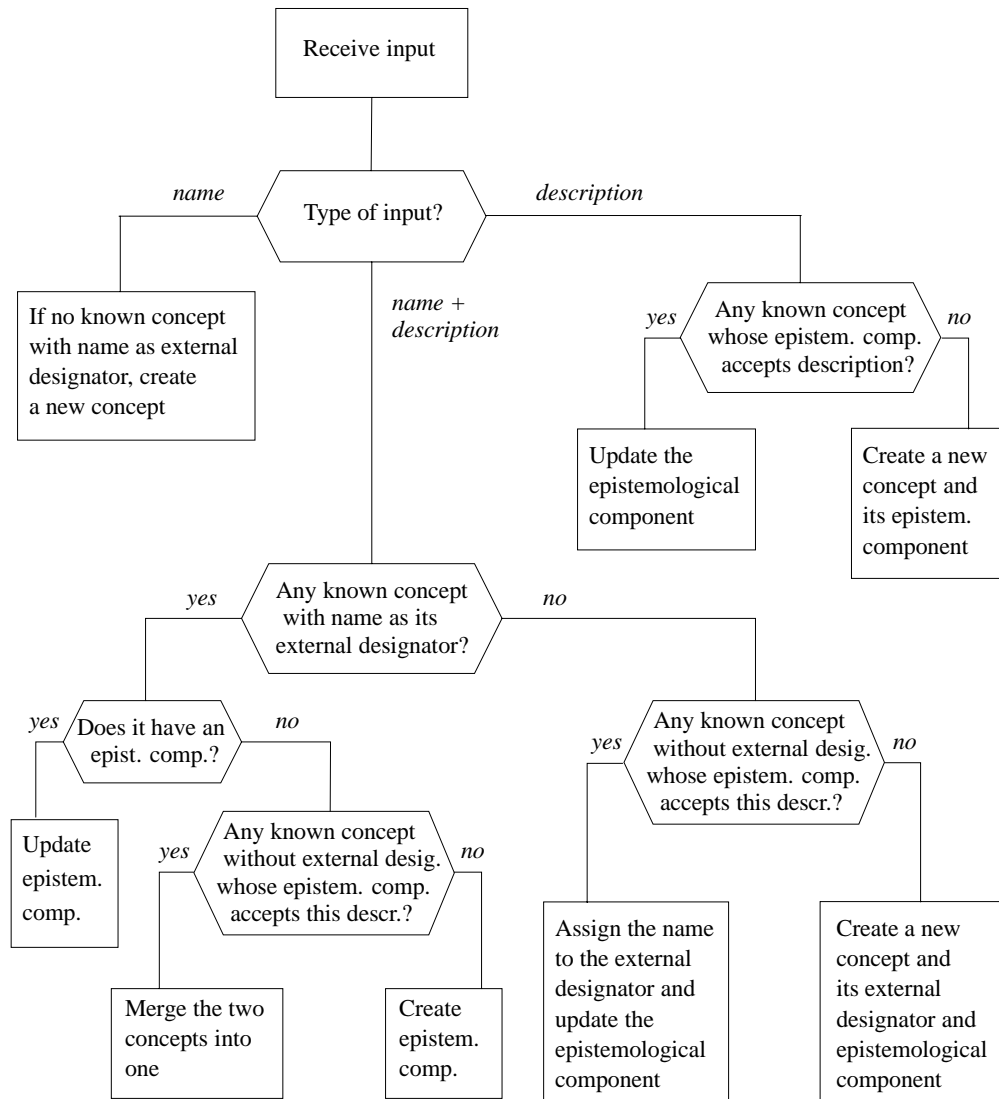 Receive input
name
description
Type of input?
If no known concept
with name as external
designator, create
a new concept
name +
description
yes
Any known concept
whose epistem. comp.
accepts description?
no
Update the
epistemological
component
Create a new
concept and
its epistem.
component
yes
Any known concept
with name as its
external designator?
no
yes
Does it have an
epist. comp.?
no
Update
epistem.
comp.
yes
Any known concept
without external desig.
whose epistem. comp.
accepts this descr.?
no
Merge the two
concepts into
one
Create
epistem.
comp.
yes
Any known concept
without external desig.
whose epistem. comp.
accepts this descr.?
no
Assign the name
to the external
designator and
update the
epistemological
component
Create a new
concept and
its external
designator and
epistemological
component